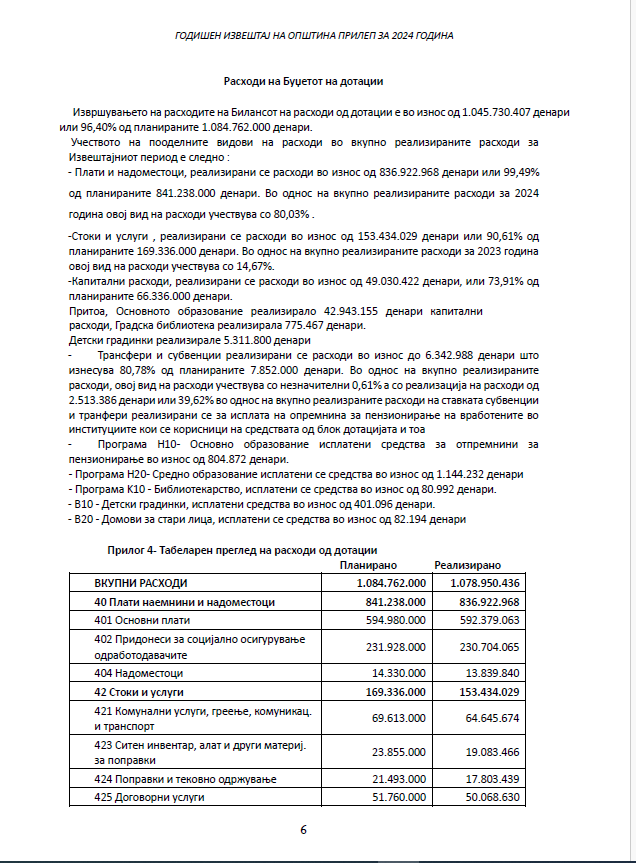 ГОДИШЕН ИЗВЕШТАЈ НА ОПШТИНА ПРИЛЕП ЗА 2024 ГОДИНА
Расходи на Буџетот на дотации
Извршувањето на расходите на Билансот на расходи од дотации е во износ од 1.045.730.407 денари
или 96,40% од планираните 1.084.762.000 денари.
Учеството на пооделните видови на расходи во вкупно реализираните расходи за
Извештајниот период е следно :
- Плати и надоместоци, реализирани се расходи во износ од 836.922.968 денари или 99,49%
од планираните 841.238.000 денари. Во однос на вкупно реализираните расходи за 2024
година овој вид на расходи учествува со 80,03% .
-Стоки и услуги , реализирани се расходи во износ од 153.434.029 денари или 90,61% од
планираните 169.336.000 денари. Во однос на вкупно реализираните расходи за 2023 година
овој вид на расходи учествува со 14,67%.
-Капитални расходи, реализирани се расходи во износ од 49.030.422 денари, или 73,91% од
планираните 66.336.000 денари.
Притоа, Основното образование реализирало 42.943.155 денари капитални
расходи, Градска библиотека реализирала 775.467 денари.
Детски градинки реализирале 5.311.800 денари
- Трансфери и субвенции реализирани се расходи во износ до 6.342.988 денари што
изнесува 80,78% од планираните 7.852.000 денари. Во однос на вкупно реализираните
расходи, овој вид на расходи учествува со незначителни 0,61% а со реализација на расходи од
2.513.386 денари или 39,62% во однос на вкупно реализраните расходи на ставката субвенции
и транфери реализирани се за исплата на опремнина за пензионирање на вработените во
институциите кои се корисници на средствата од блок дотацијата и тоа
- Програма Н10- Основно образование исплатени средства за отпремнини за
пензионирање во износ од 804.872 денари.
- Програма Н20- Средно образование исплатени се средства во износ од 1.144.232 денари
- Програма К10 - Библиотекарство, исплатени се средства во износ од 80.992 денари.
- В10 - Детски градинки, исплатени средства во износ од 401.096 денари.
- В20 - Домови за стари лица, исплатени се средства во износ од 82.194 денари
Прилог 4- Табеларен преглед на расходи од дотации
Планирано Реализирано
ВКУПНИ РАСХОДИ 1.084.762.000 1.078.950.436
40 Плати наемнини и надоместоци 841.238.000 836.922.968
401 Основни плати 594.980.000 592.379.063
402 Придонеси за социјално осигурување
одработодавачите 231.928.000 230.704.065
404 Надоместоци 14.330.000 13.839.840
42 Стоки и услуги 169.336.000 153.434.029
421 Комунални услуги, греење, комуникац.
и транспорт 69.613.000 64.645.674
423 Ситен инвентар, алат и други материј.
за поправки 23.855.000 19.083.466
424 Поправки и тековно одржување 21.493.000 17.803.439
425 Договорни услуги 51.760.000 50.068.630
6